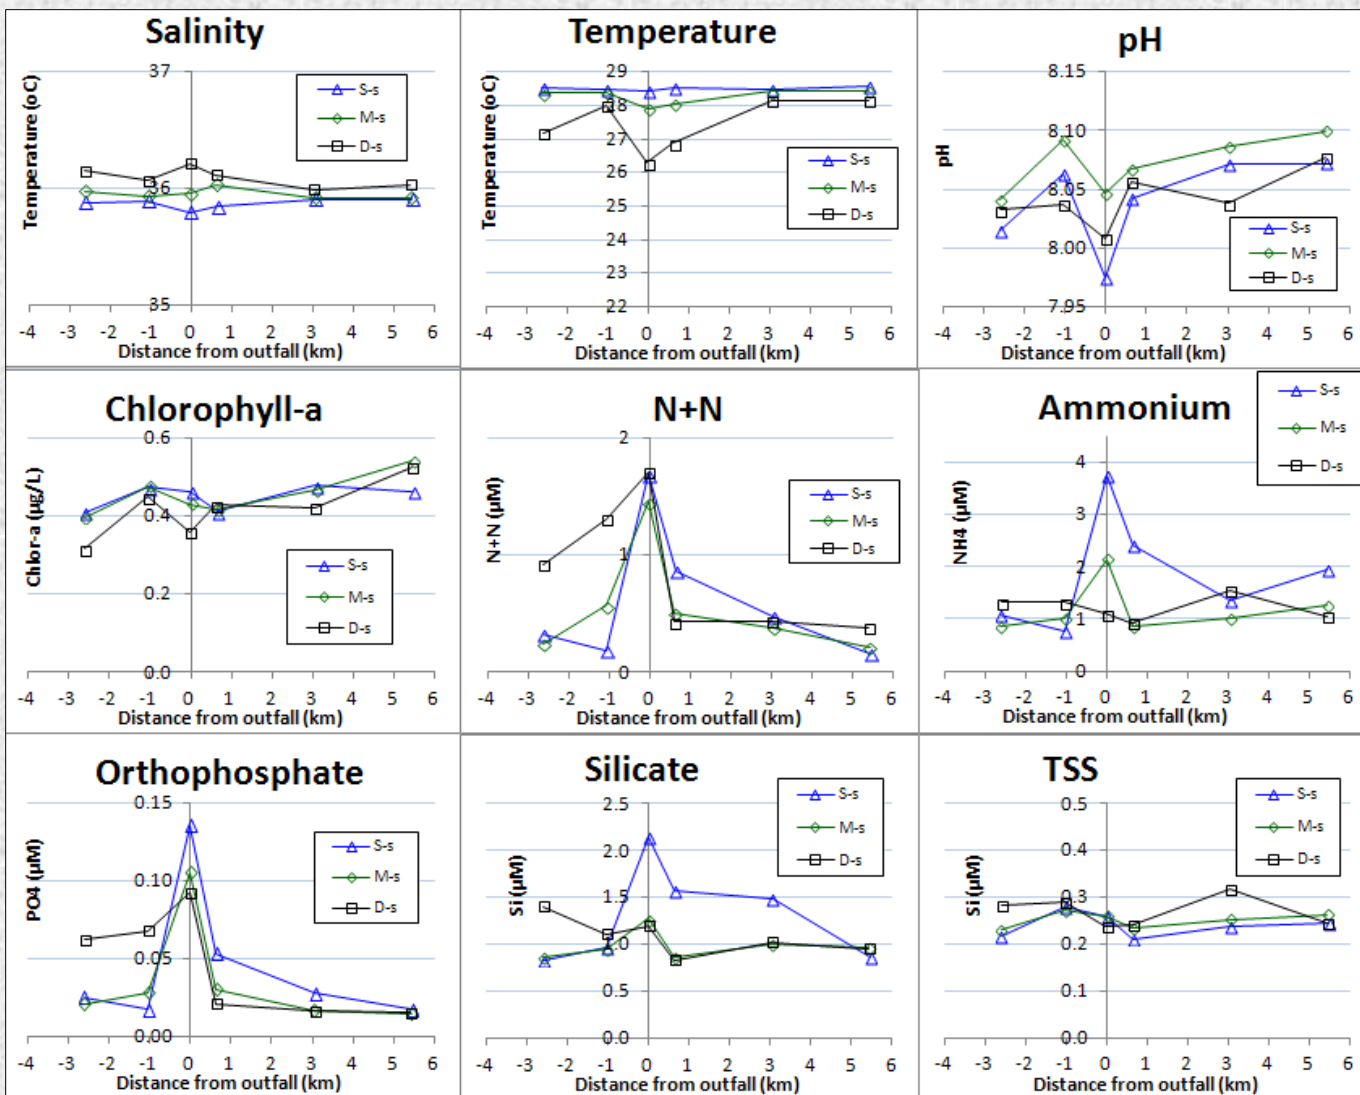 Salinity
Temperature (oC)
37
36
35
S-s
M-s
D-s
-4 -3 -2 -1 0 1 2 3 4 5 6
Distance from outfall (km)
Temperature
Temperature (oC)
29
28
27
26
25
24
23
22
S-s
M-s
D-s
-4 -3 -2 -1 0 1 2 3 4 5 6
Distance from outfall (km)
pH
pH
8.15
8.10
8.05
8.00
7.95
S-s
M-s
D-s
-4 -3 -2 -1 0 1 2 3 4 5 6
Distance from outfall (km)
Chlorophyll-a
Chlor-a (µg/L)
0.6
0.4
0.2
0.0
S-s
M-s
D-s
-4 -3 -2 -1 0 1 2 3 4 5 6
Distance from outfall (km)
N+N
N+N (µM)
2
1
0
S-s
M-s
D-s
-4 -3 -2 -1 0 1 2 3 4 5 6
Distance from outfall (km)
Ammonium
NH4 (µM)
4
3
2
1
0
S-s
M-s
D-s
-4 -3 -2 -1 0 1 2 3 4 5 6
Distance from outfall (km)
Orthophosphate
PO4 (µM)
0.15
0.10
0.05
0.00
S-s
M-s
D-s
-4 -3 -2 -1 0 1 2 3 4 5 6
Distance from outfall (km)
Silicate
Si (µM)
2.5
2.0
1.5
1.0
0.5
0.0
S-s
M-s
D-s
-4 -3 -2 -1 0 1 2 3 4 5 6
Distance from outfall (km)
TSS
Si (µM)
0.5
0.4
0.3
0.2
0.1
0.0
S-s
M-s
D-s
-4 -3 -2 -1 0 1 2 3 4 5 6
Distance from outfall (km)